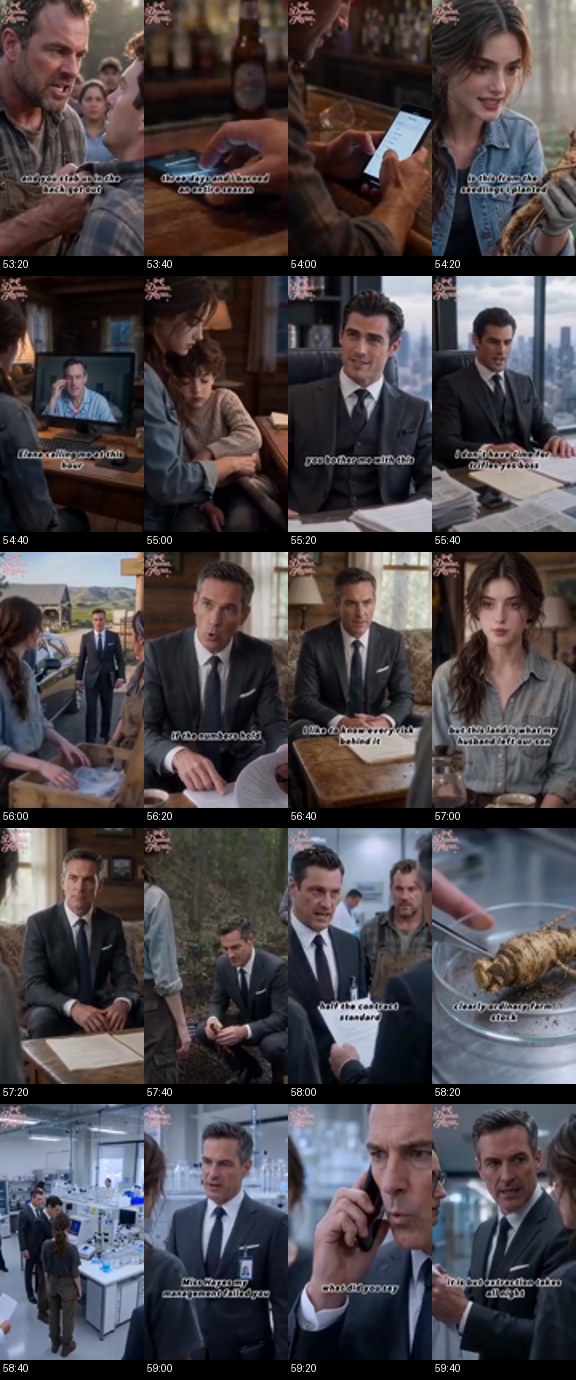 and you stab us in the
back get out
53:20
three days and i burned
an entire season
53:40
54:00
is this from the
seedlings i planted
54:20
Elena calling me at this
hour
54:40
55:00
you bother me with this
55:20
i don't have time for
trifles yes boss
55:40
56:00
if the numbers hold
56:20
i like to know every risk
behind it
56:40
but this land is what my
husband left our son
57:00
57:20
57:40
half the contract
standard
58:00
clearly ordinary farm
stock
58:20
58:40
Miss Hayes my
management failed you
59:00
what did you say
59:20
it is but extraction takes
all night
59:40